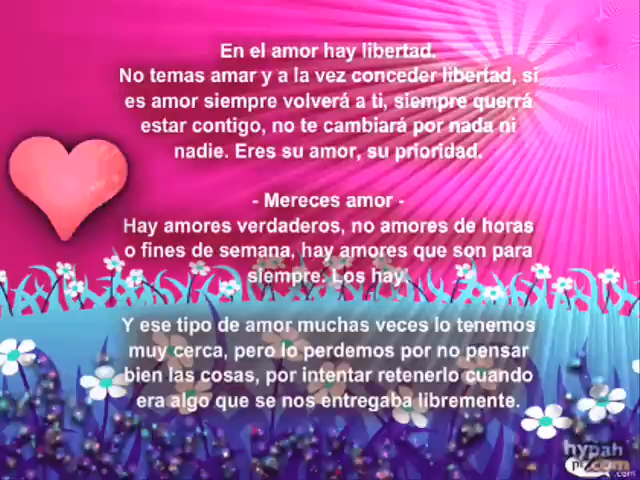 En el amor hay libertad.
No temas amar y a la vez conceder libertad, si
es amor siempre volverá a ti, siempre querrá
estar contigo, no te cambiará por nada ni
nadie. Eres su amor, su prioridad.
- Mereces amor -
Hay amores verdaderos, no amores de horas
o fines de semana, hay amores que son para
siempre. Los hay.
Y ese tipo de amor muchas veces lo tenemos
muy cerca, pero lo perdemos por no pensar
bien las cosas, por intentar retenerlo cuando
era algo que se nos entregaba libremente.
hypah
.com